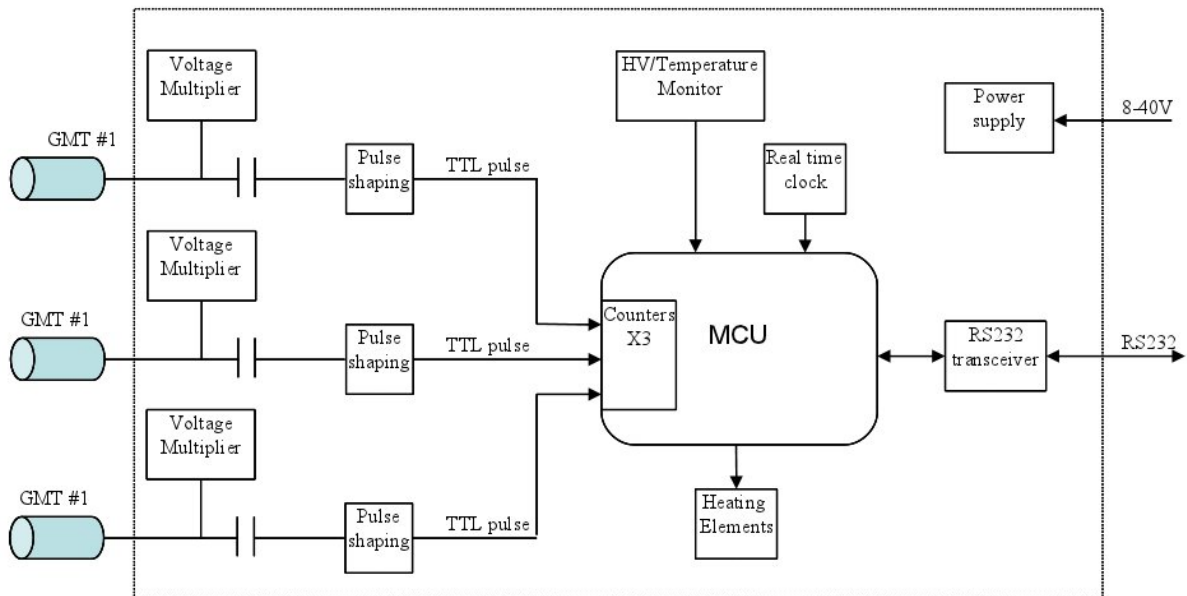 Voltage
Multiplier
HV/Temperature
Monitor
Power
supply
8-40V
GMT #1
Pulse
shaping
TTL pulse
Real time
clock
Voltage
Multiplier
GMT #1
Pulse
shaping
TTL pulse
Counters
X3
MCU
RS232
transceiver
RS232
Voltage
Multiplier
GMT #1
Pulse
shaping
TTL pulse
Heating
Elements